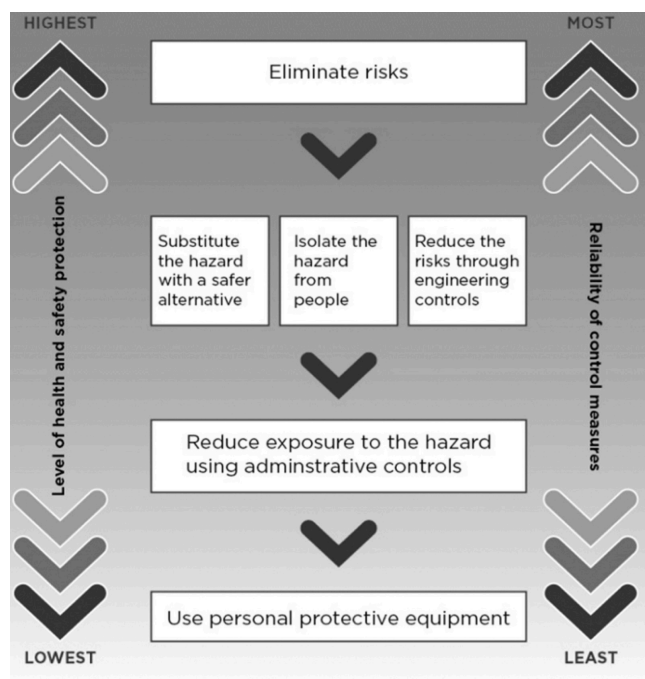 HIGHEST
MOST
Eliminate risks
Substitute
the hazard
with a safer
alternative
Isolate the
hazard
from
people
Reduce the
risks through
engineering
controls
Level of health and safety protection
Reliability of control measures
Reduce exposure to the hazard
using adminstrative controls
Use personal protective equipment
LOWEST
LEAST